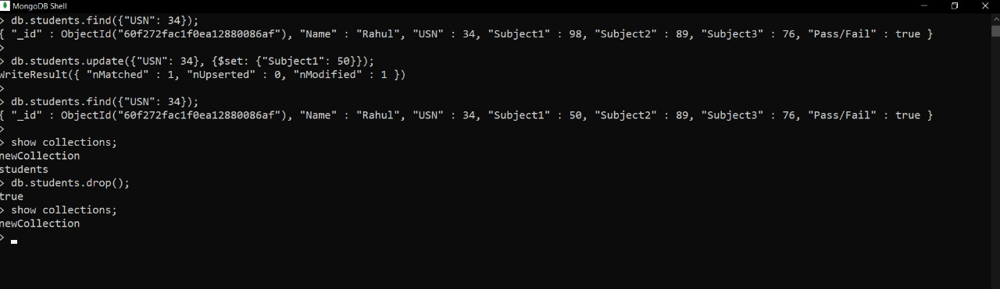 MongoDB Shell
> db.students.find({"USN": 34});
{ "_id" : ObjectId("60f272fac1f0ea12880086af"), "Name" : "Rahul", "USN" : 34, "Subject1" : 98, "Subject2" : 89, "Subject3" : 76, "Pass/Fail" : true }
>
> db.students.update({"USN": 34}, {$set: {"Subject1": 50}});
WriteResult({ "nMatched" : 1, "nUpserted" : 0, "nModified" : 1 })
>
> db.students.find({"USN": 34});
{ "_id" : ObjectId("60f272fac1f0ea12880086af"), "Name" : "Rahul", "USN" : 34, "Subject1" : 50, "Subject2" : 89, "Subject3" : 76, "Pass/Fail" : true }
>
> show collections;
newCollection
students
> db.students.drop();
true
> show collections;
newCollection
>